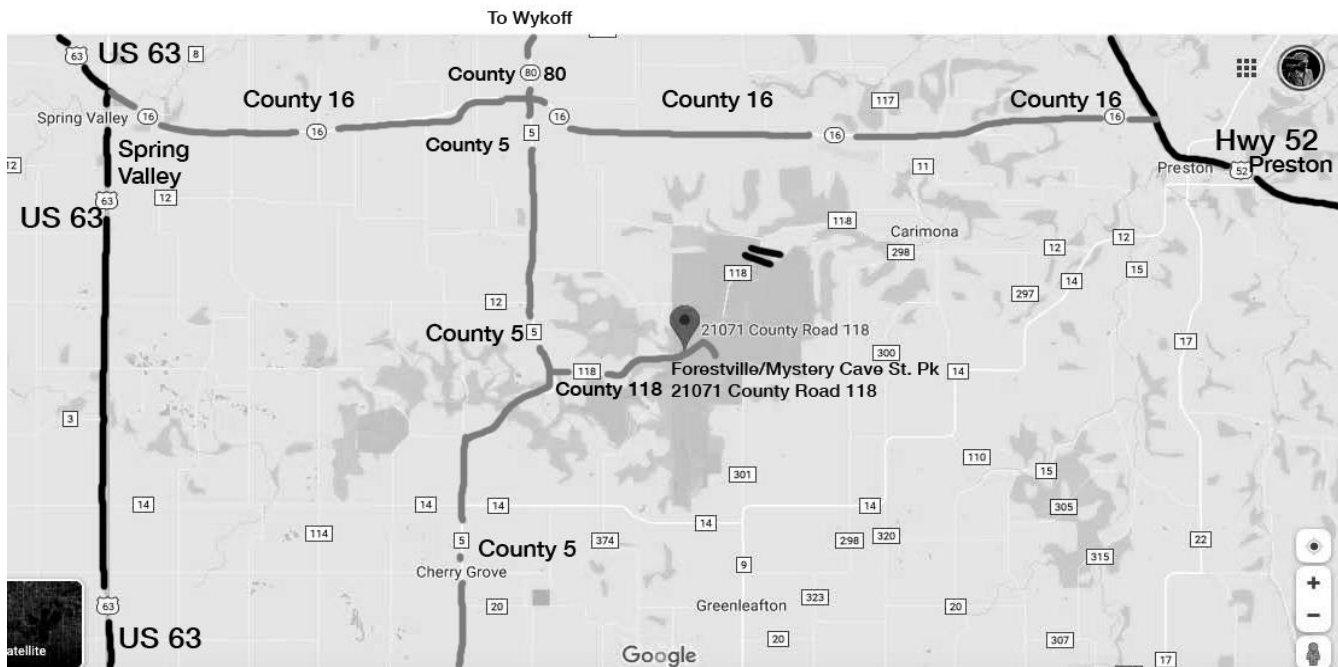 To Wykoff
US 63
63
8
County 80
80
County 16
County 16
County 16
117
Spring Valley
16
16
5
16
16
16
County 5
Spring
Valley
Hwy 52
12
11
Preston
52
Preston
US 63
63
12
118
Carimona
12
12
298
118
14
15
12
297
County 5
5
21071 County Road 118
17
300
118
County 118
Forestville/Mystery Cave St. Pk
21071 County Road 118
14
3
110
301
15
14
14
14
14
305
114
14
5
County 5
374
298
320
22
Cherry Grove
9
315
63
20
Greenleafton
323
20
US 63
20
307
atellite
Google
17